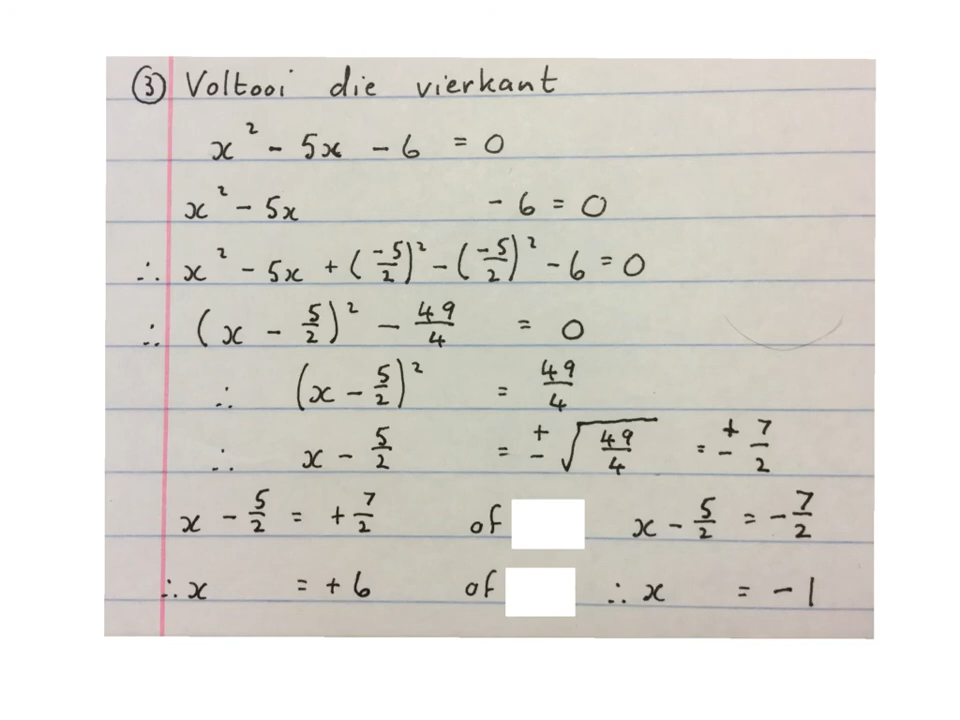 ③ Voltooi die vierkant
x² - 5x - 6 = 0
x² - 5x - 6 = 0
∴ x² - 5x + (-5/2)² - (-5/2)² - 6 = 0
∴ (x - 5/2)² - 49/4 = 0
∴ (x - 5/2)² = 49/4
∴ x - 5/2 = ±√(49/4) = ± 7/2
x - 5/2 = + 7/2 of x - 5/2 = - 7/2
∴ x = + 6 of ∴ x = - 1